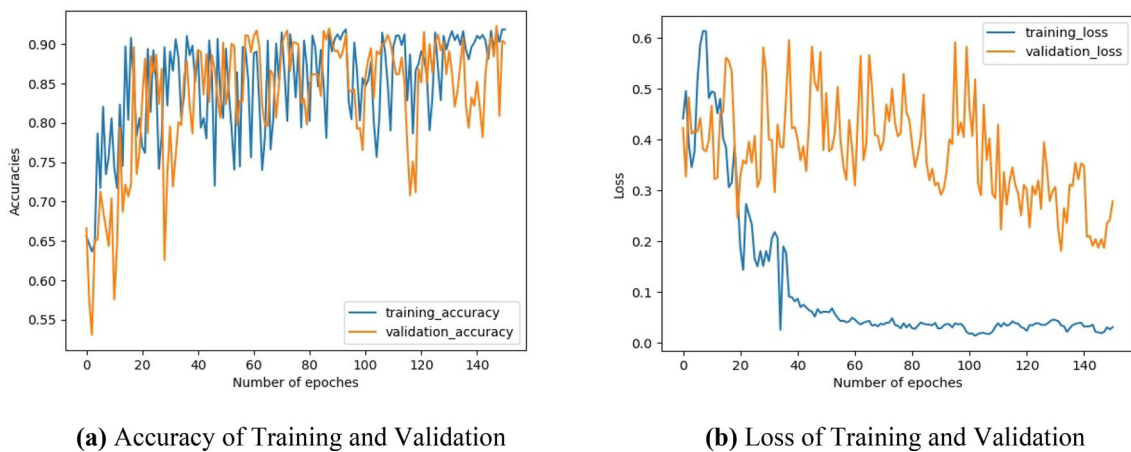 0.90
0.85
0.80
0.75
0.70
0.65
0.60
0.55
Accuracies
0 20 40 60 80 100 120 140
Number of epoches
training_accuracy
validation_accuracy
(a) Accuracy of Training and Validation
0.6
0.5
0.4
0.3
0.2
0.1
0.0
Loss
0 20 40 60 80 100 120 140
Number of epoches
training_loss
validation_loss
(b) Loss of Training and Validation